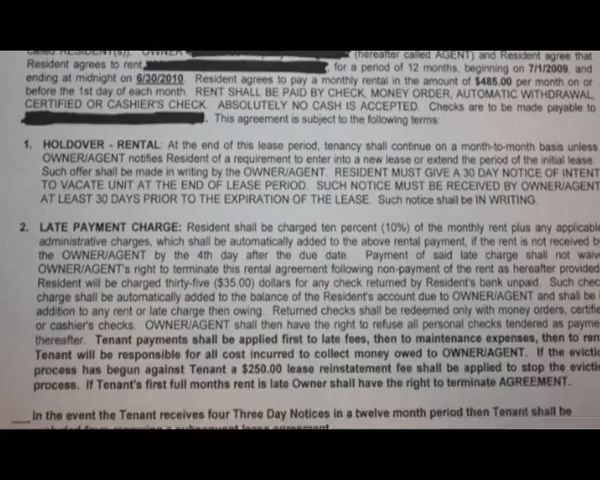 called RESIDENT(S)). OWNER (hereafter called AGENT) and Resident agree that
Resident agrees to rent for a period of 12 months, beginning on 7/1/2009, and
ending at midnight on 6/30/2010. Resident agrees to pay a monthly rental in the amount of $485.00 per month on or
before the 1st day of each month. RENT SHALL BE PAID BY CHECK, MONEY ORDER, AUTOMATIC WITHDRAWAL,
CERTIFIED OR CASHIER'S CHECK. ABSOLUTELY NO CASH IS ACCEPTED. Checks are to be made payable to
. This agreement is subject to the following terms:
1. HOLDOVER - RENTAL: At the end of this lease period, tenancy shall continue on a month-to-month basis unless
OWNER/AGENT notifies Resident of a requirement to enter into a new lease or extend the period of the initial lease.
Such offer shall be made in writing by the OWNER/AGENT. RESIDENT MUST GIVE A 30 DAY NOTICE OF INTENT
TO VACATE UNIT AT THE END OF LEASE PERIOD. SUCH NOTICE MUST BE RECEIVED BY OWNER/AGENT
AT LEAST 30 DAYS PRIOR TO THE EXPIRATION OF THE LEASE. Such notice shall be IN WRITING.
2. LATE PAYMENT CHARGE: Resident shall be charged ten percent (10%) of the monthly rent plus any applicable
administrative charges, which shall be automatically added to the above rental payment, if the rent is not received by
the OWNER/AGENT by the 4th day after the due date. Payment of said late charge shall not waive
OWNER/AGENT's right to terminate this rental agreement following non-payment of the rent as hereafter provided.
Resident will be charged thirty-five ($35.00) dollars for any check returned by Resident's bank unpaid. Such chec
charge shall be automatically added to the balance of the Resident's account due to OWNER/AGENT and shall be i
addition to any rent or late charge then owing. Returned checks shall be redeemed only with money orders, certifie
or cashier's checks. OWNER/AGENT shall then have the right to refuse all personal checks tendered as payme
thereafter. Tenant payments shall be applied first to late fees, then to maintenance expenses, then to ren
Tenant will be responsible for all cost incurred to collect money owed to OWNER/AGENT. If the evictio
process has begun against Tenant a $250.00 lease reinstatement fee shall be applied to stop the evictio
process. If Tenant's first full months rent is late Owner shall have the right to terminate AGREEMENT.
In the event the Tenant receives four Three Day Notices in a twelve month period then Tenant shall be
a subsequent lease agreement